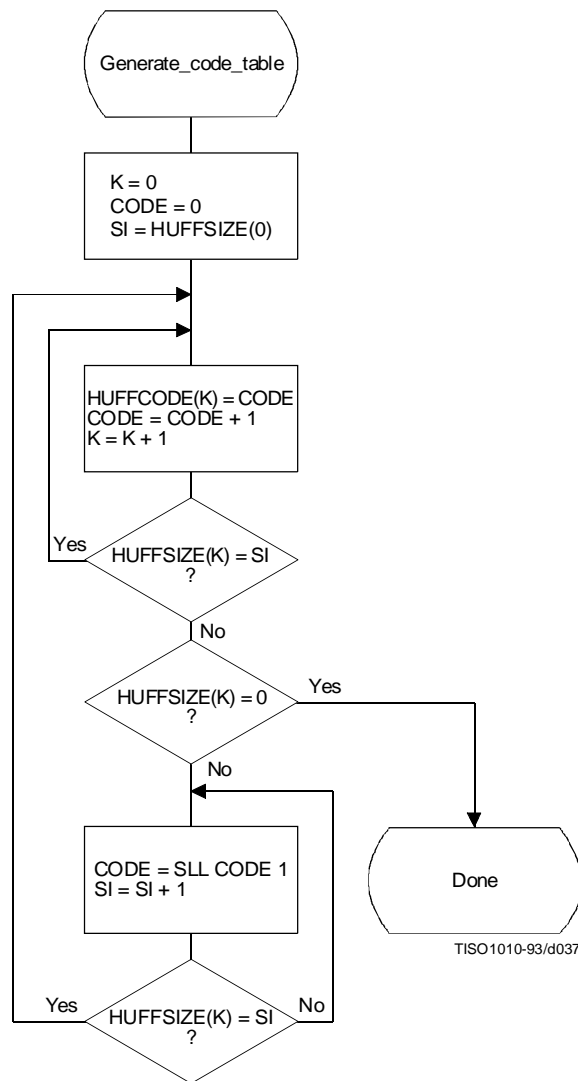 Generate_code_table
K = 0
CODE = 0
SI = HUFFSIZE(0)
HUFFCODE(K) = CODE
CODE = CODE + 1
K = K + 1
Yes
HUFFSIZE(K) = SI
?
No
HUFFSIZE(K) = 0
?
Yes
No
CODE = SLL CODE 1
SI = SI + 1
Done
TISO1010-93/d037
Yes
HUFFSIZE(K) = SI
?
No